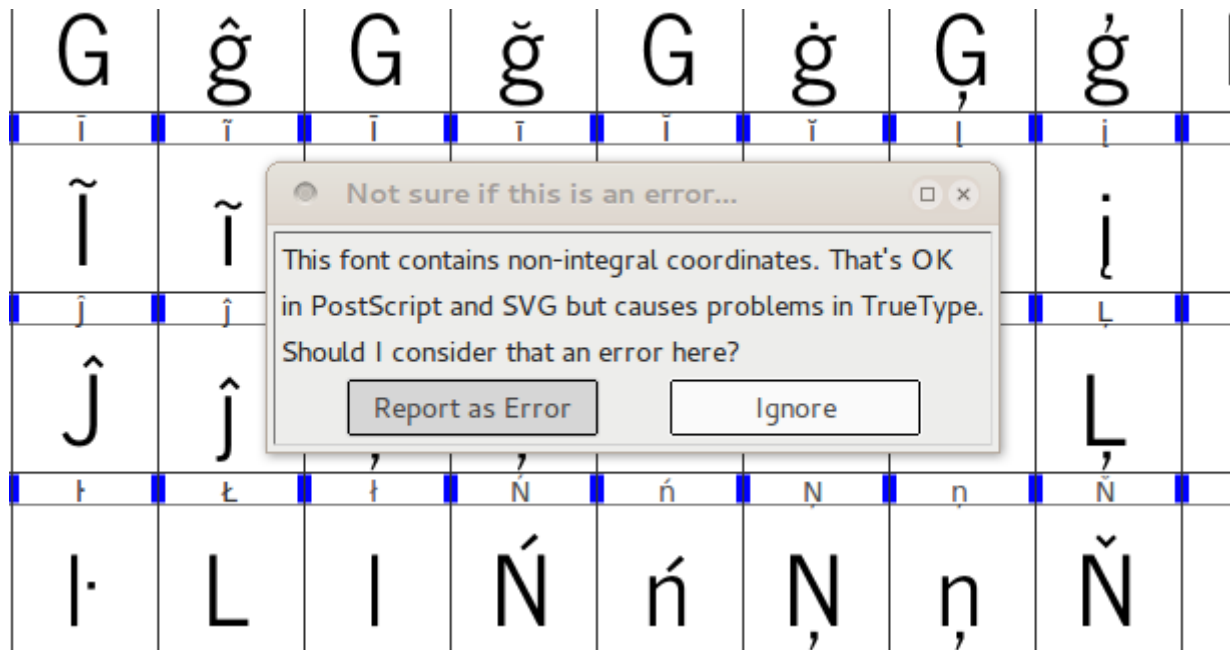 G ĝ G ğ G ġ Ģ ģ
Ĩ ĩ Ī ī Ĭ ĭ Į į
Not sure if this is an error...
Ĩ ĩ į
This font contains non-integral coordinates. That's OK
in PostScript and SVG but causes problems in TrueType.
Ĵ ĵ Ļ
Should I consider that an error here?
Ĵ ĵ Ļ
Report as Error Ignore
ŀ Ł ł Ń ń Ņ ņ Ň
ŀ L l Ń ń Ņ ņ Ň